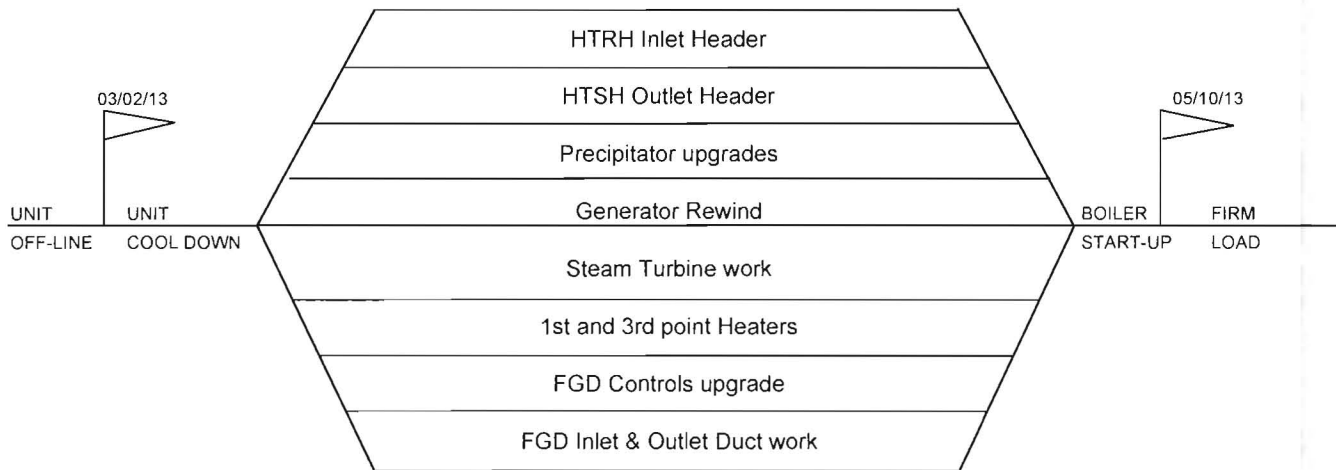 HTRH Inlet Header
HTSH Outlet Header
Precipitator upgrades
Generator Rewind
03/02/13
05/10/13
UNIT
OFF-LINE
UNIT
COOL DOWN
BOILER
START-UP
FIRM
LOAD
Steam Turbine work
1st and 3rd point Heaters
FGD Controls upgrade
FGD Inlet & Outlet Duct work